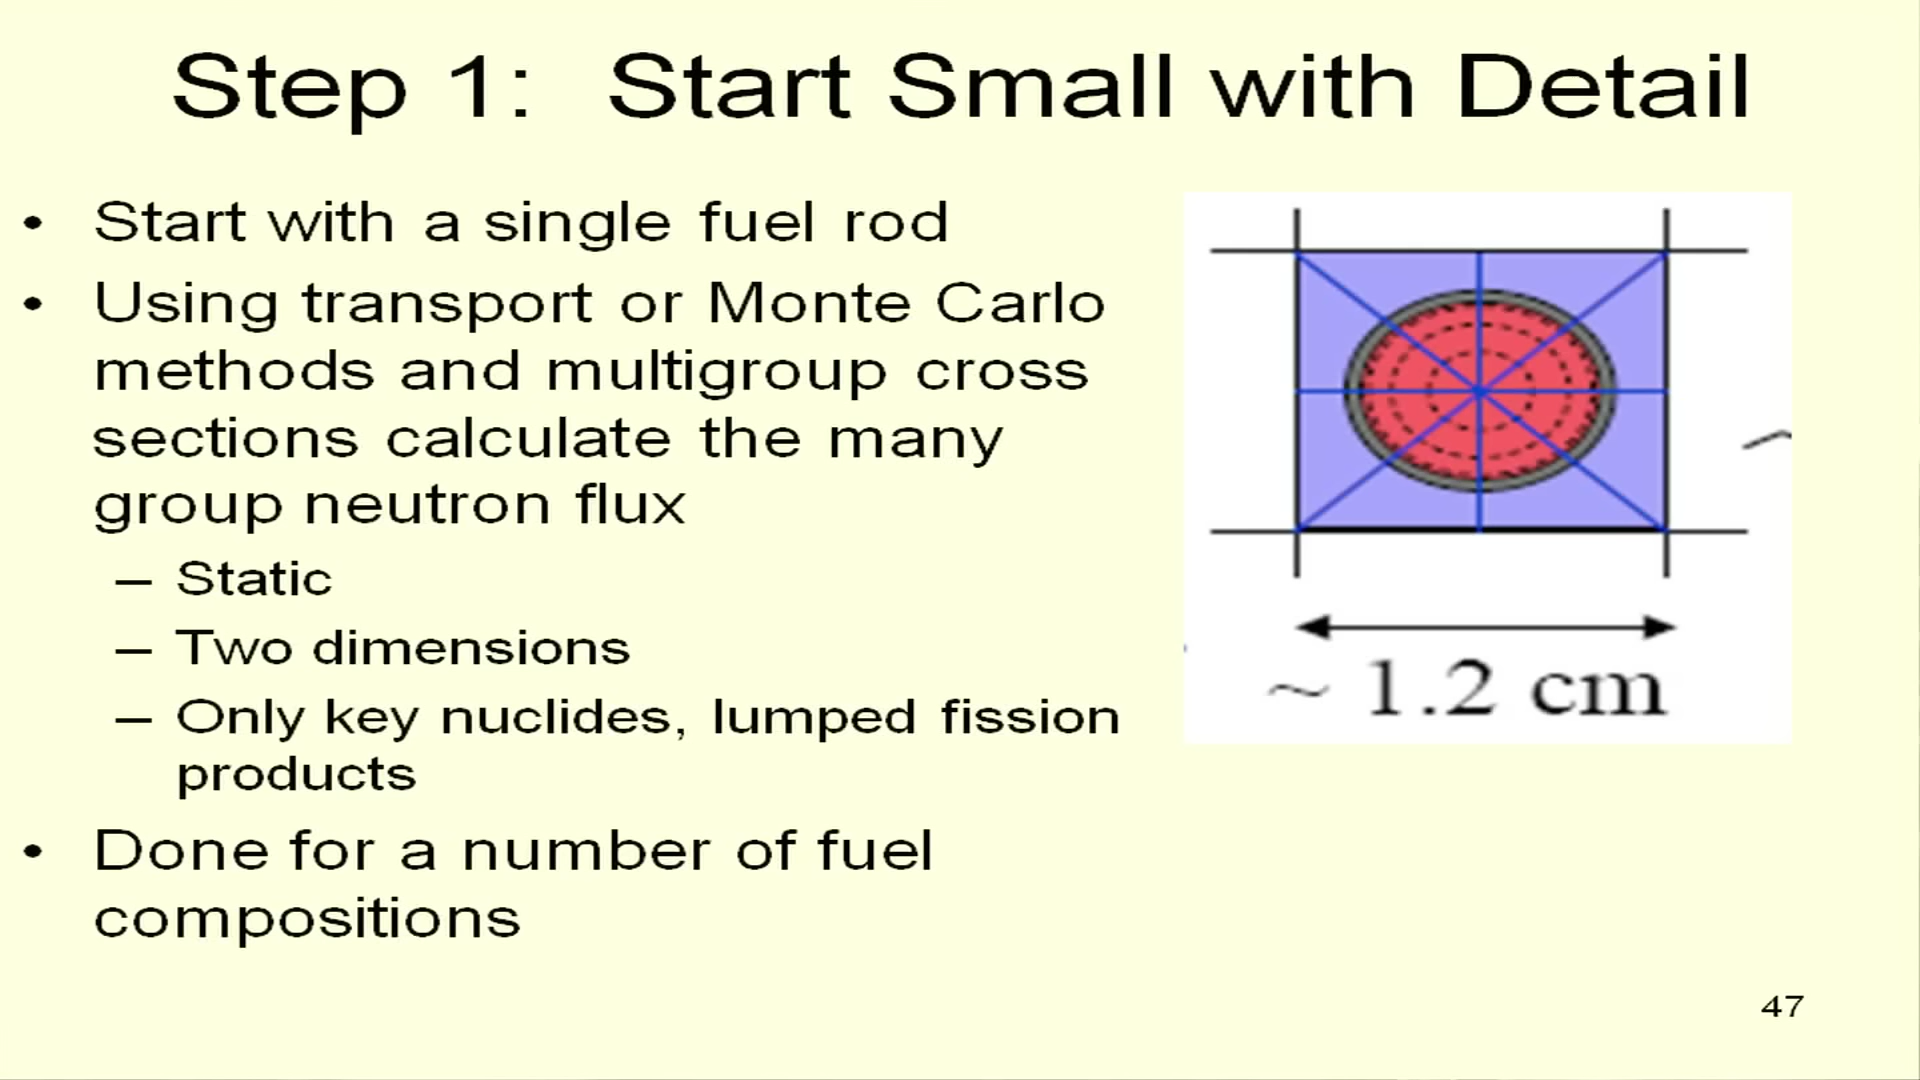 Step 1: Start Small with Detail
• Start with a single fuel rod
• Using transport or Monte Carlo
methods and multigroup cross
sections calculate the many
group neutron flux
– Static
– Two dimensions
– Only key nuclides, lumped fission
products
• Done for a number of fuel
compositions
~ 1.2 cm
47